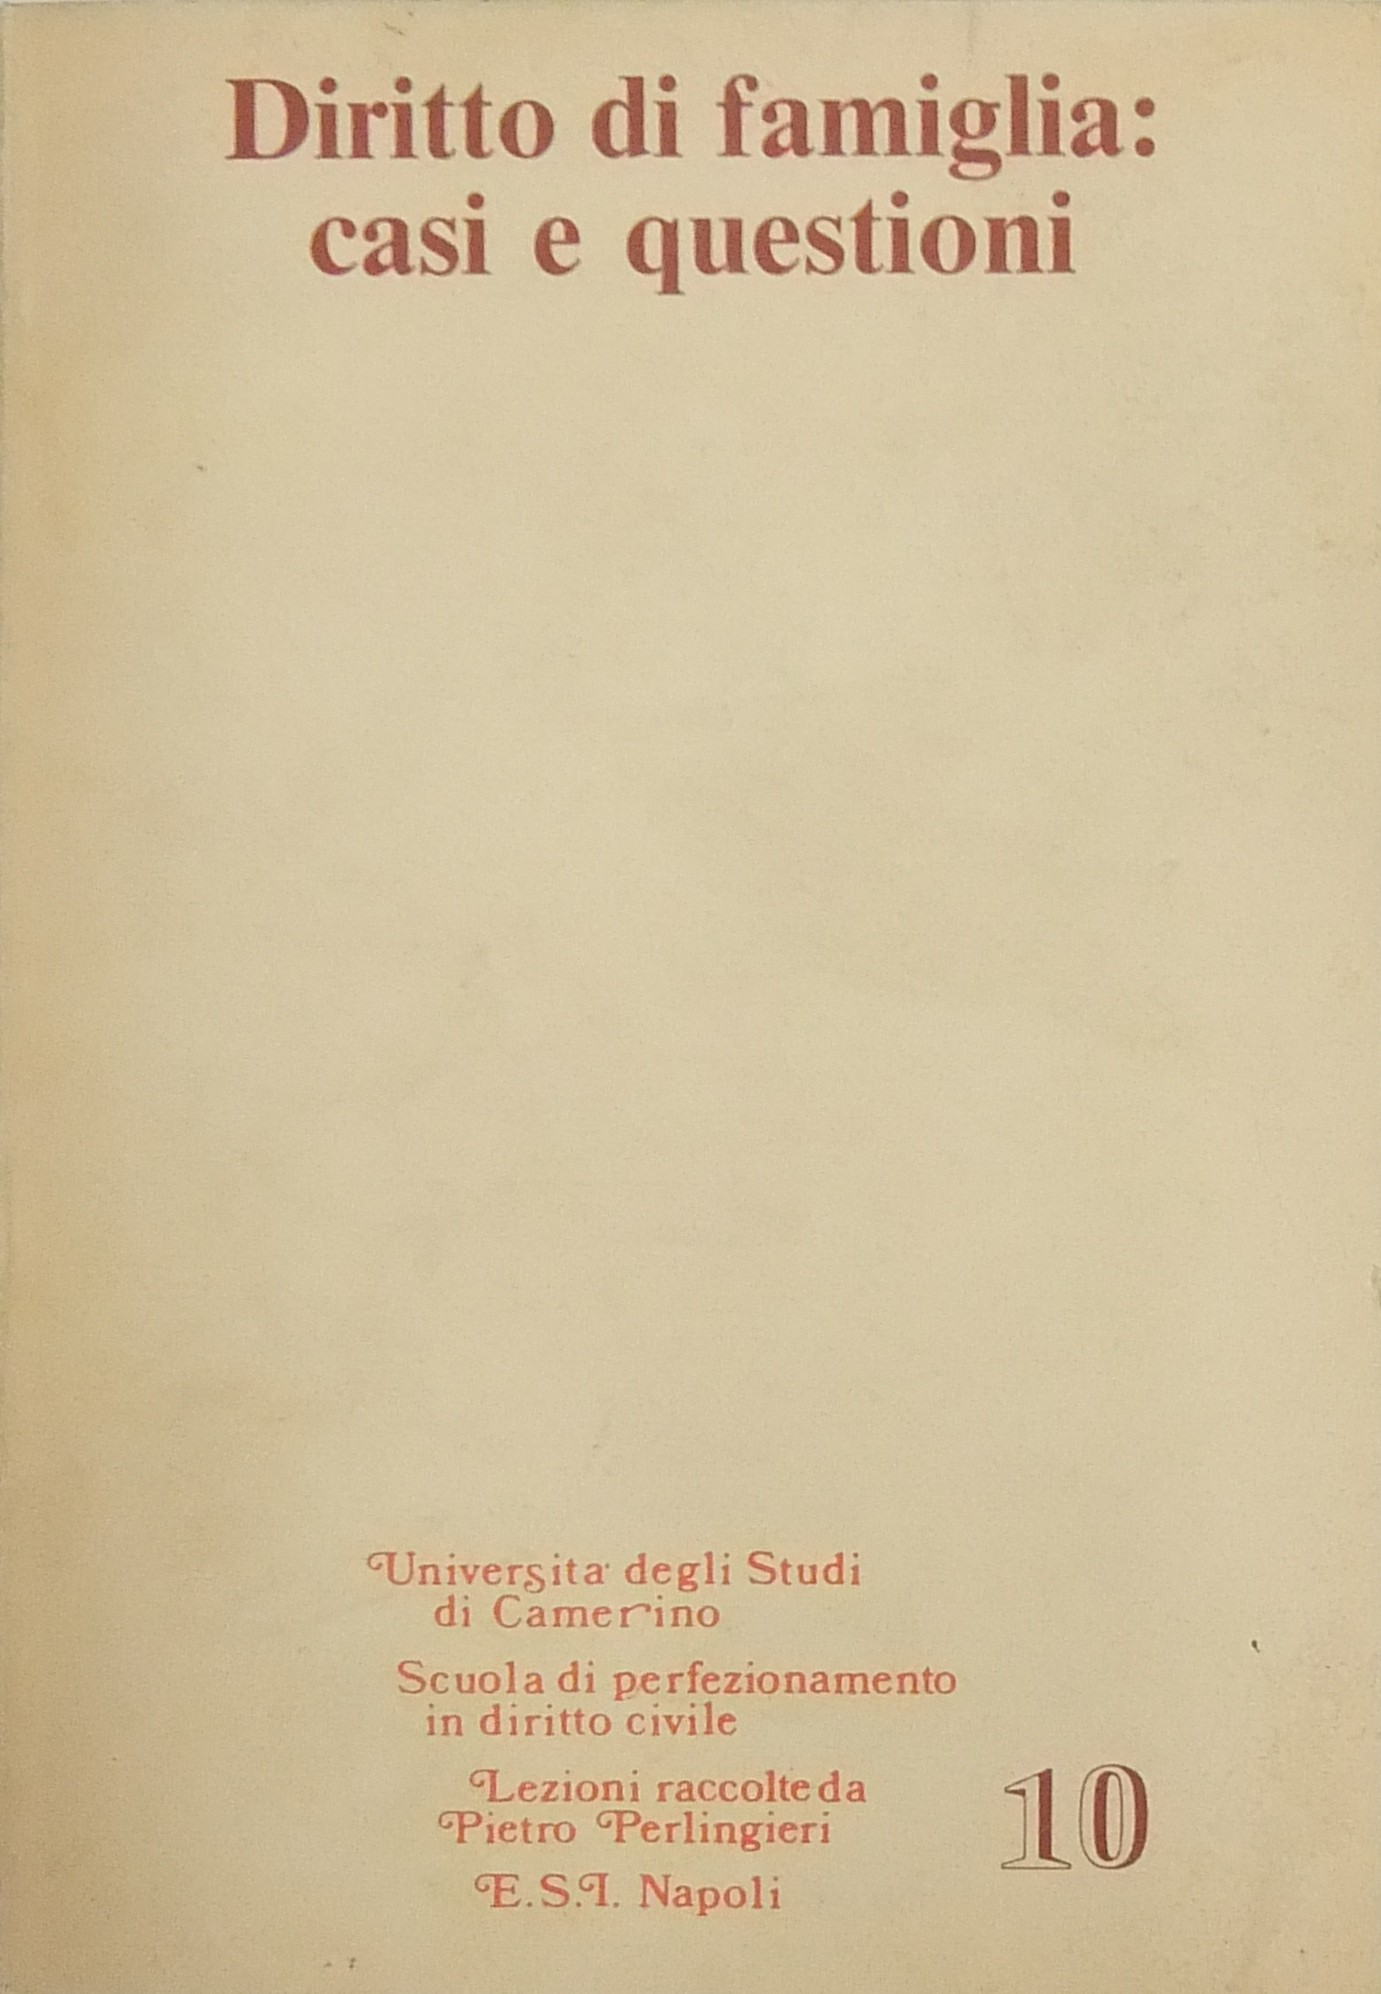 Diritto di famiglia:
casi e questioni
Università degli Studi
di Camerino
Scuola di perfezionamento
in diritto civile
Lezioni raccolte da
Pietro Perlingieri
E.S.I. Napoli
10